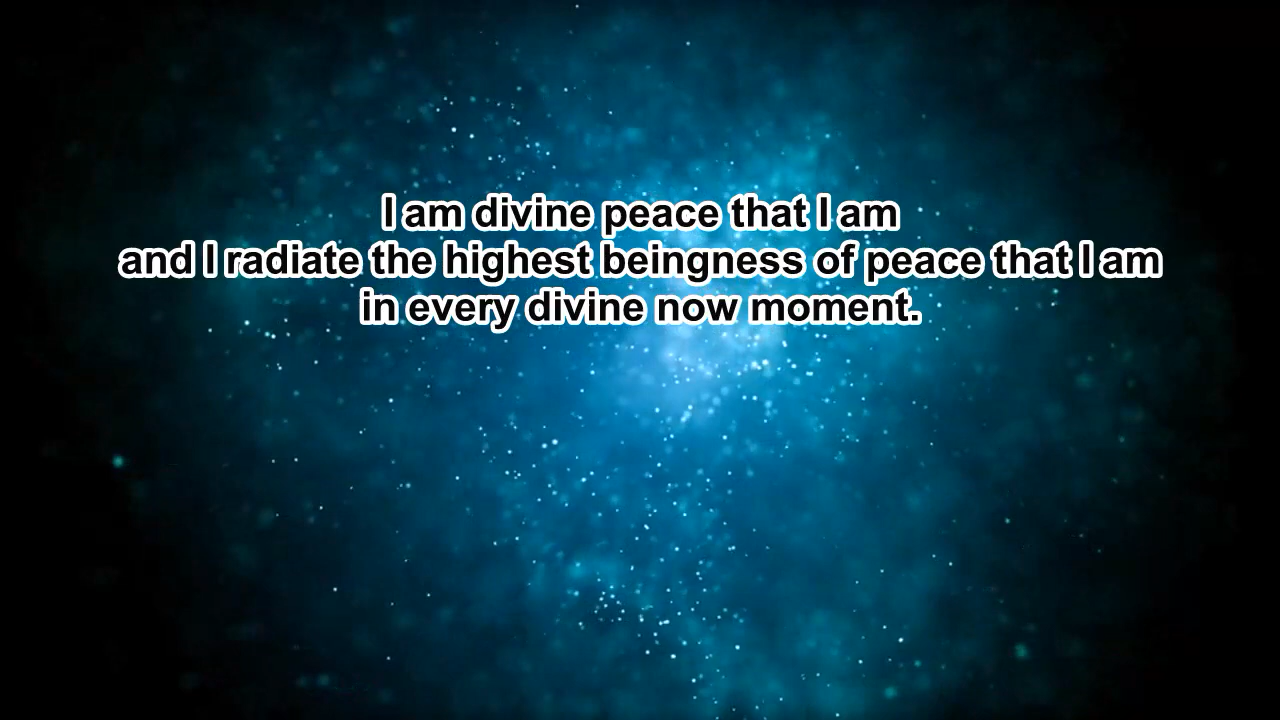 I am divine peace that I am
and I radiate the highest beingness of peace that I am
in every divine now moment.